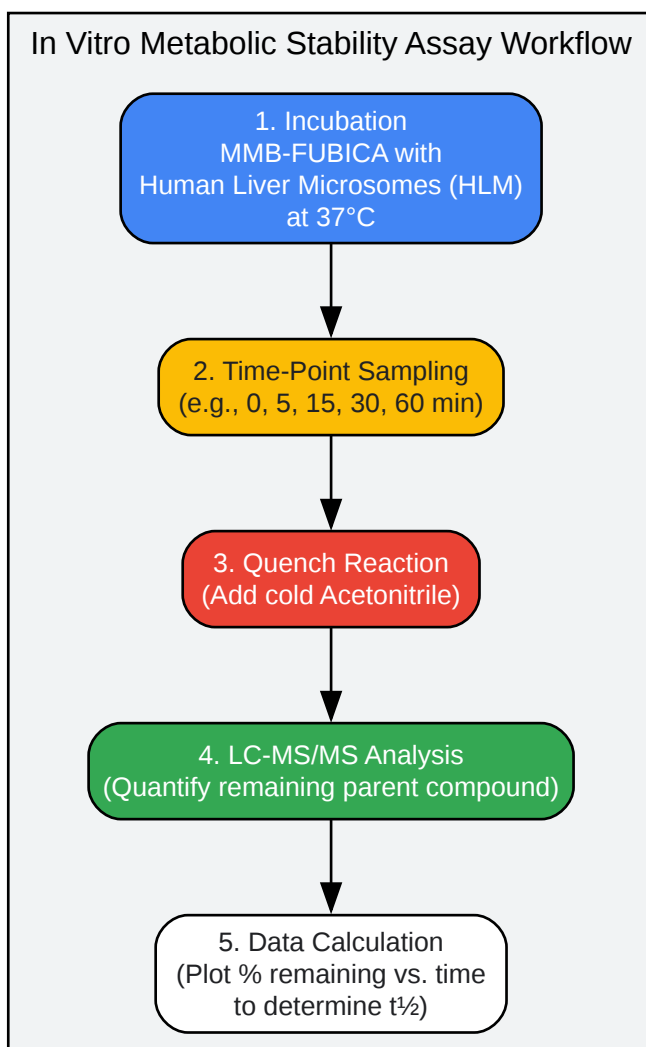 In Vitro Metabolic Stability Assay Workflow
1. Incubation
MMB-FUBICA with
Human Liver Microsomes (HLM)
at 37°C
2. Time-Point Sampling
(e.g., 0, 5, 15, 30, 60 min)
3. Quench Reaction
(Add cold Acetonitrile)
4. LC-MS/MS Analysis
(Quantify remaining parent compound)
5. Data Calculation
(Plot % remaining vs. time
to determine t½)